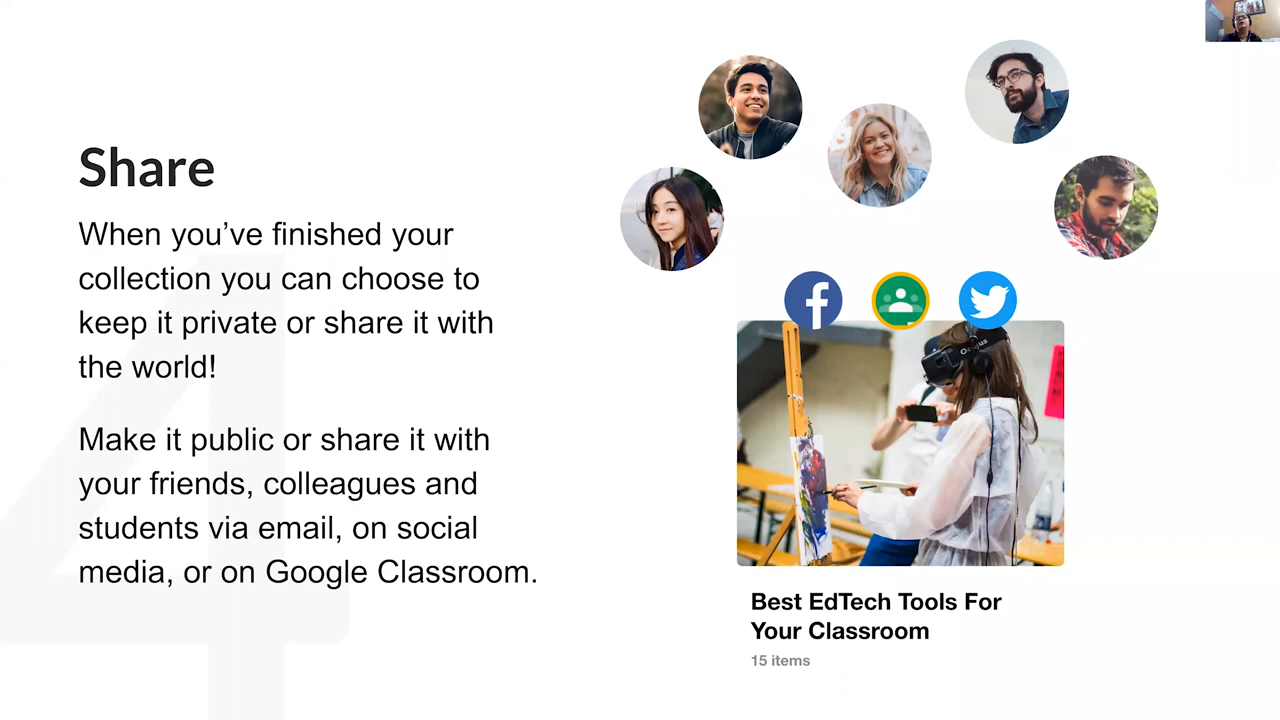 Share
When you’ve finished your
collection you can choose to
keep it private or share it with
the world!
Make it public or share it with
your friends, colleagues and
students via email, on social
media, or on Google Classroom.
4
f
Oculus
Best EdTech Tools For
Your Classroom
15 items